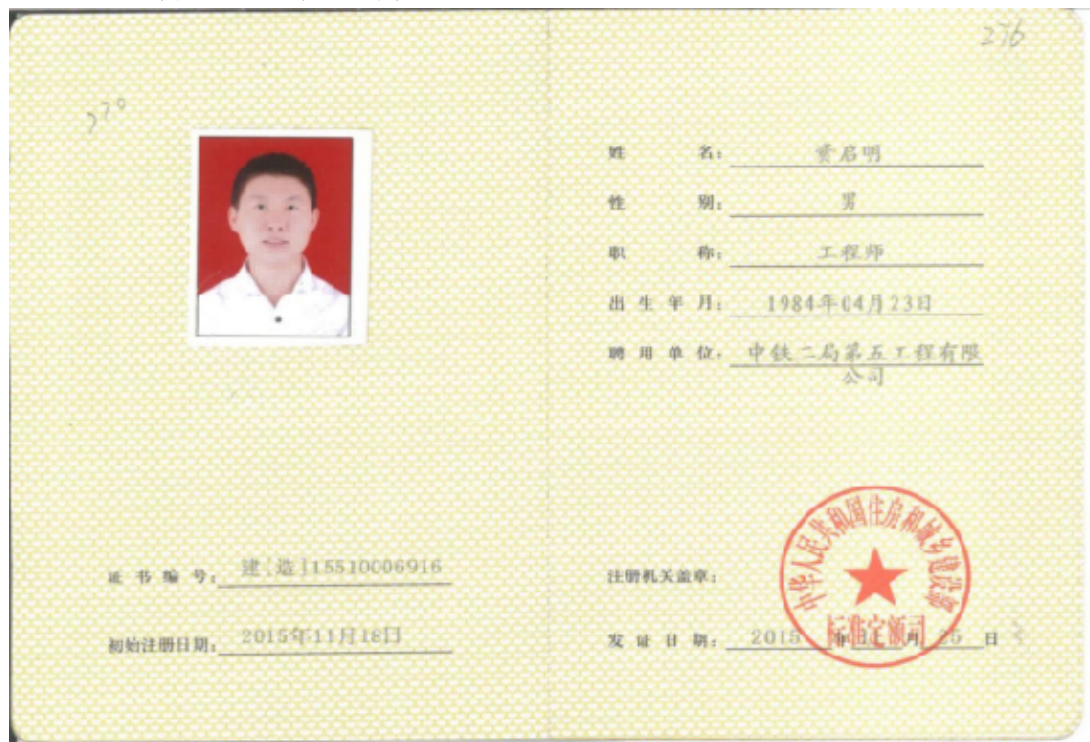 276
270
姓 名: 贾启明
性 别: 男
职 称: 工程师
出 生 年 月: 1984年04月23日
聘 用 单 位: 中铁二局第五工程有限
公司
证 书 编 号: 建[造]15510006916
初始注册日期: 2015年11月18日
注册机关盖章:
中华人民共和国住房和城乡建设部
标准定额司
发 证 日 期: 2015 年 月 25 日